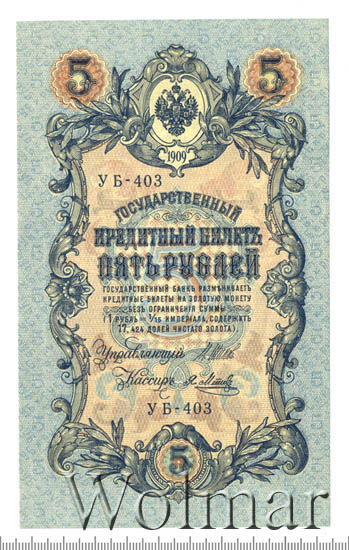 5 5
1909
УБ-403
ГОСУДАРСТВЕННЫЙ
КРЕДИТНЫЙ БИЛЕТЪ
ПЯТЬ РУБЛЕЙ
ГОСУДАРСТВЕННЫЙ БАНКЪ РАЗМѢНИВАЕТЪ
КРЕДИТНЫЕ БИЛЕТЫ НА ЗОЛОТУЮ МОНЕТУ
БЕЗЪ ОГРАНИЧЕНІЯ СУММЫ
(1 РУБЛЬ = 1/15 ИМПЕРІАЛА, СОДЕРЖИТЪ
17,424 ДОЛЕЙ ЧИСТАГО ЗОЛОТА).
Управляющій
Кассиръ
УБ-403
5
Wolmar